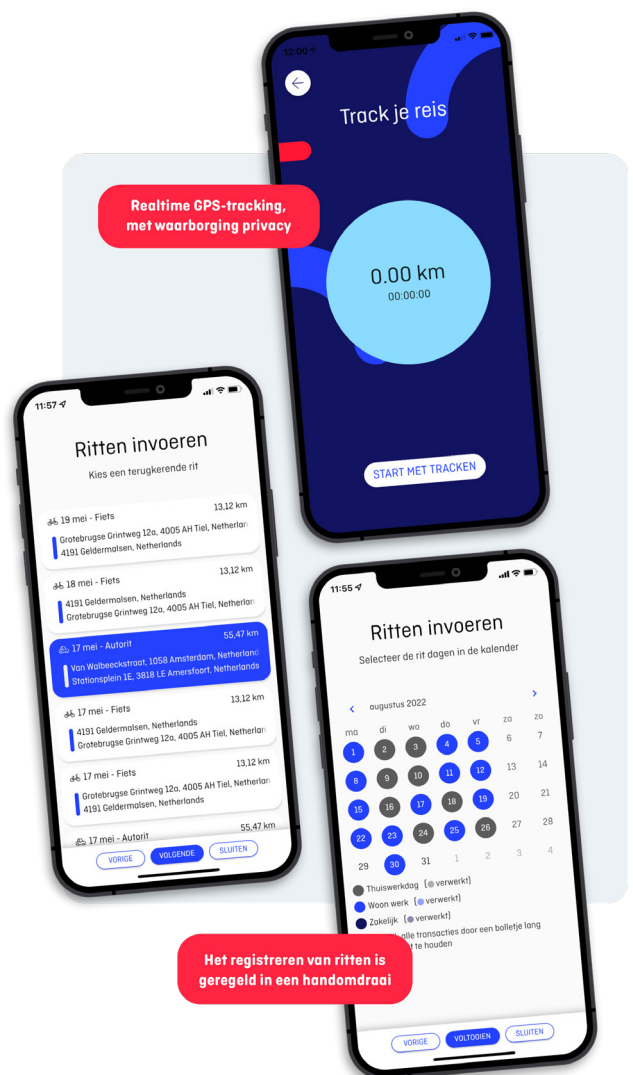 12:00
Track je reis
Realtime GPS-tracking,
met waarborging privacy
0.00 km
00:00:00
START MET TRACKEN
11:57
Ritten invoeren
Kies een terugkerende rit
19 mei - Fiets 13,12 km
Grotebrugse Grintweg 12a, 4005 AH Tiel, Netherlan
4191 Geldermalsen, Netherlands
18 mei - Fiets 13,12 km
4191 Geldermalsen, Netherlands
Grotebrugse Grintweg 12a, 4005 AH Tiel, Netherlan
17 mei - Autorit 55,47 km
Van Walbeeckstraat, 1058 Amsterdam, Netherland
Stationsplein 1E, 3818 LE Amersfoort, Netherlands
17 mei - Fiets 13,12 km
4191 Geldermalsen, Netherlands
Grotebrugse Grintweg 12a, 4005 AH Tiel, Netherlan
17 mei - Fiets 13,12 km
Grotebrugse Grintweg 12a, 4005 AH Tiel, Netherlan
4191 Geldermalsen, Netherlands
17 mei - Autorit 55,47 km
VORIGE VOLGENDE SLUITEN
11:55
Ritten invoeren
Selecteer de rit dagen in de kalender
augustus 2022
ma di wo do vr za zo
1 2 3 4 5 6 7
8 9 10 11 12 13 14
15 16 17 18 19 20 21
22 23 24 25 26 27 28
29 30 31 1 2 3 4
Thuiswerkdag ( verwerkt)
Woon werk ( verwerkt)
Zakelijk ( verwerkt)
alle transacties door een bolletje lang
te houden
Het registreren van ritten is
geregeld in een handomdraai
VORIGE VOLTOOIEN SLUITEN